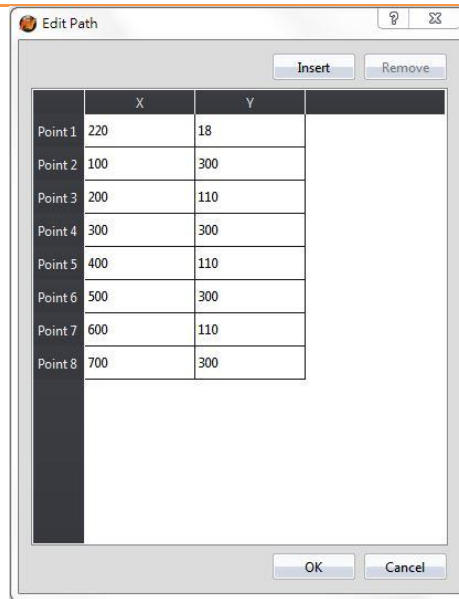 Edit Path
Insert Remove
X Y
Point 1 220 18
Point 2 100 300
Point 3 200 110
Point 4 300 300
Point 5 400 110
Point 6 500 300
Point 7 600 110
Point 8 700 300
OK Cancel